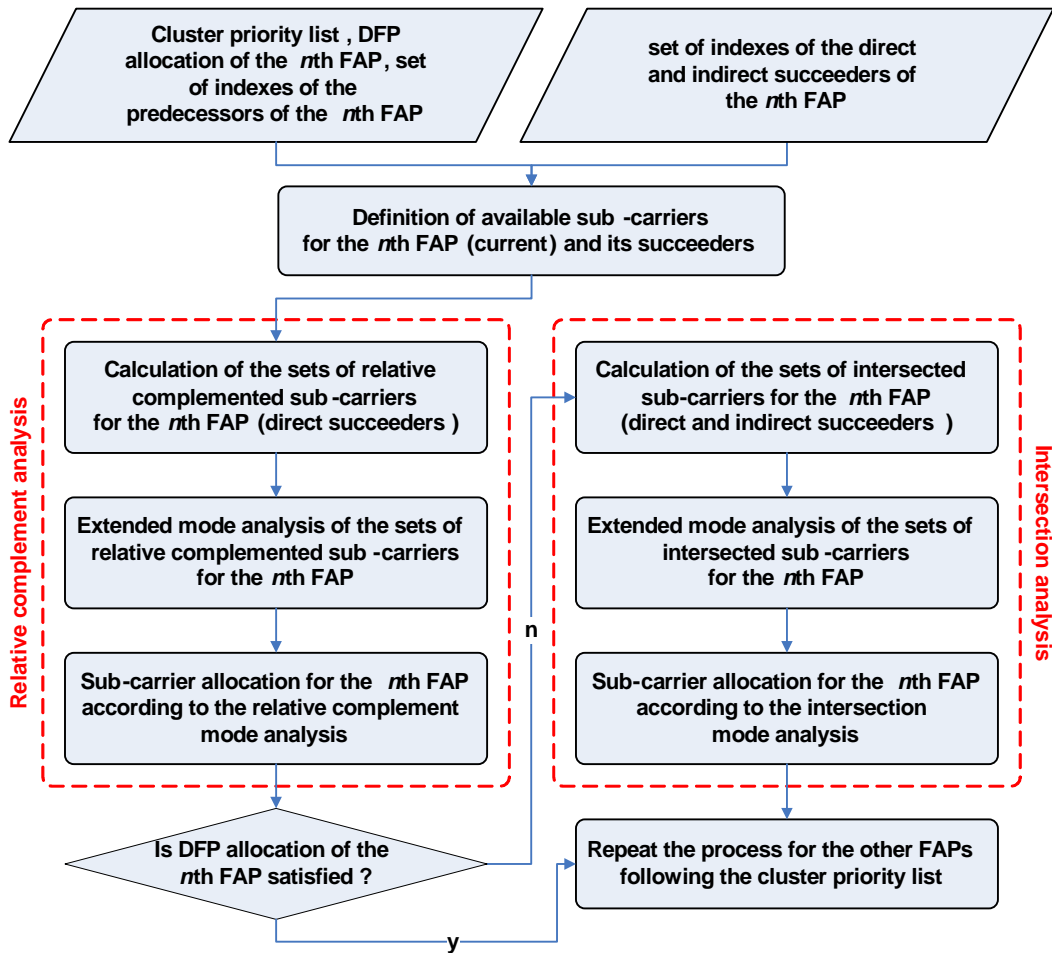 Cluster priority list , DFP
allocation of the nth FAP, set
of indexes of the
predecessors of the nth FAP
set of indexes of the direct
and indirect succeeders of
the nth FAP
Definition of available sub -carriers
for the nth FAP (current) and its succeeders
Relative complement analysis
Calculation of the sets of relative
complemented sub -carriers
for the nth FAP (direct succeeders )
Extended mode analysis of the sets of
relative complemented sub -carriers
for the nth FAP
Sub-carrier allocation for the nth FAP
according to the relative complement
mode analysis
Is DFP allocation of the
nth FAP satisfied ?
n
y
Calculation of the sets of intersected
sub-carriers for the nth FAP
(direct and indirect succeeders )
Extended mode analysis of the sets of
intersected sub -carriers
for the nth FAP
Sub-carrier allocation for the nth FAP
according to the intersection
mode analysis
Intersection analysis
Repeat the process for the other FAPs
following the cluster priority list